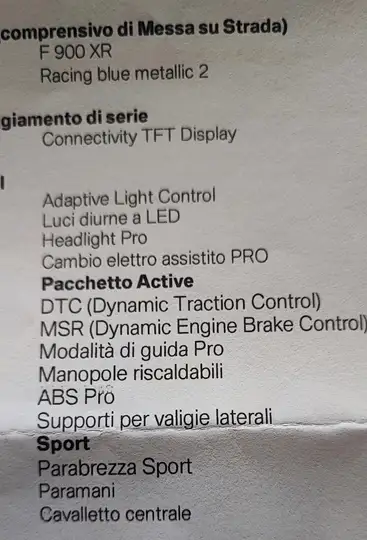 comprensivo di Messa su Strada)
F 900 XR
Racing blue metallic 2
giamento di serie
Connectivity TFT Display
l
Adaptive Light Control
Luci diurne a LED
Headlight Pro
Cambio elettro assistito PRO
Pacchetto Active
DTC (Dynamic Traction Control)
MSR (Dynamic Engine Brake Control)
Modalità di guida Pro
Manopole riscaldabili
ABS Pro
Supporti per valigie laterali
Sport
Parabrezza Sport
Paramani
Cavalletto centrale